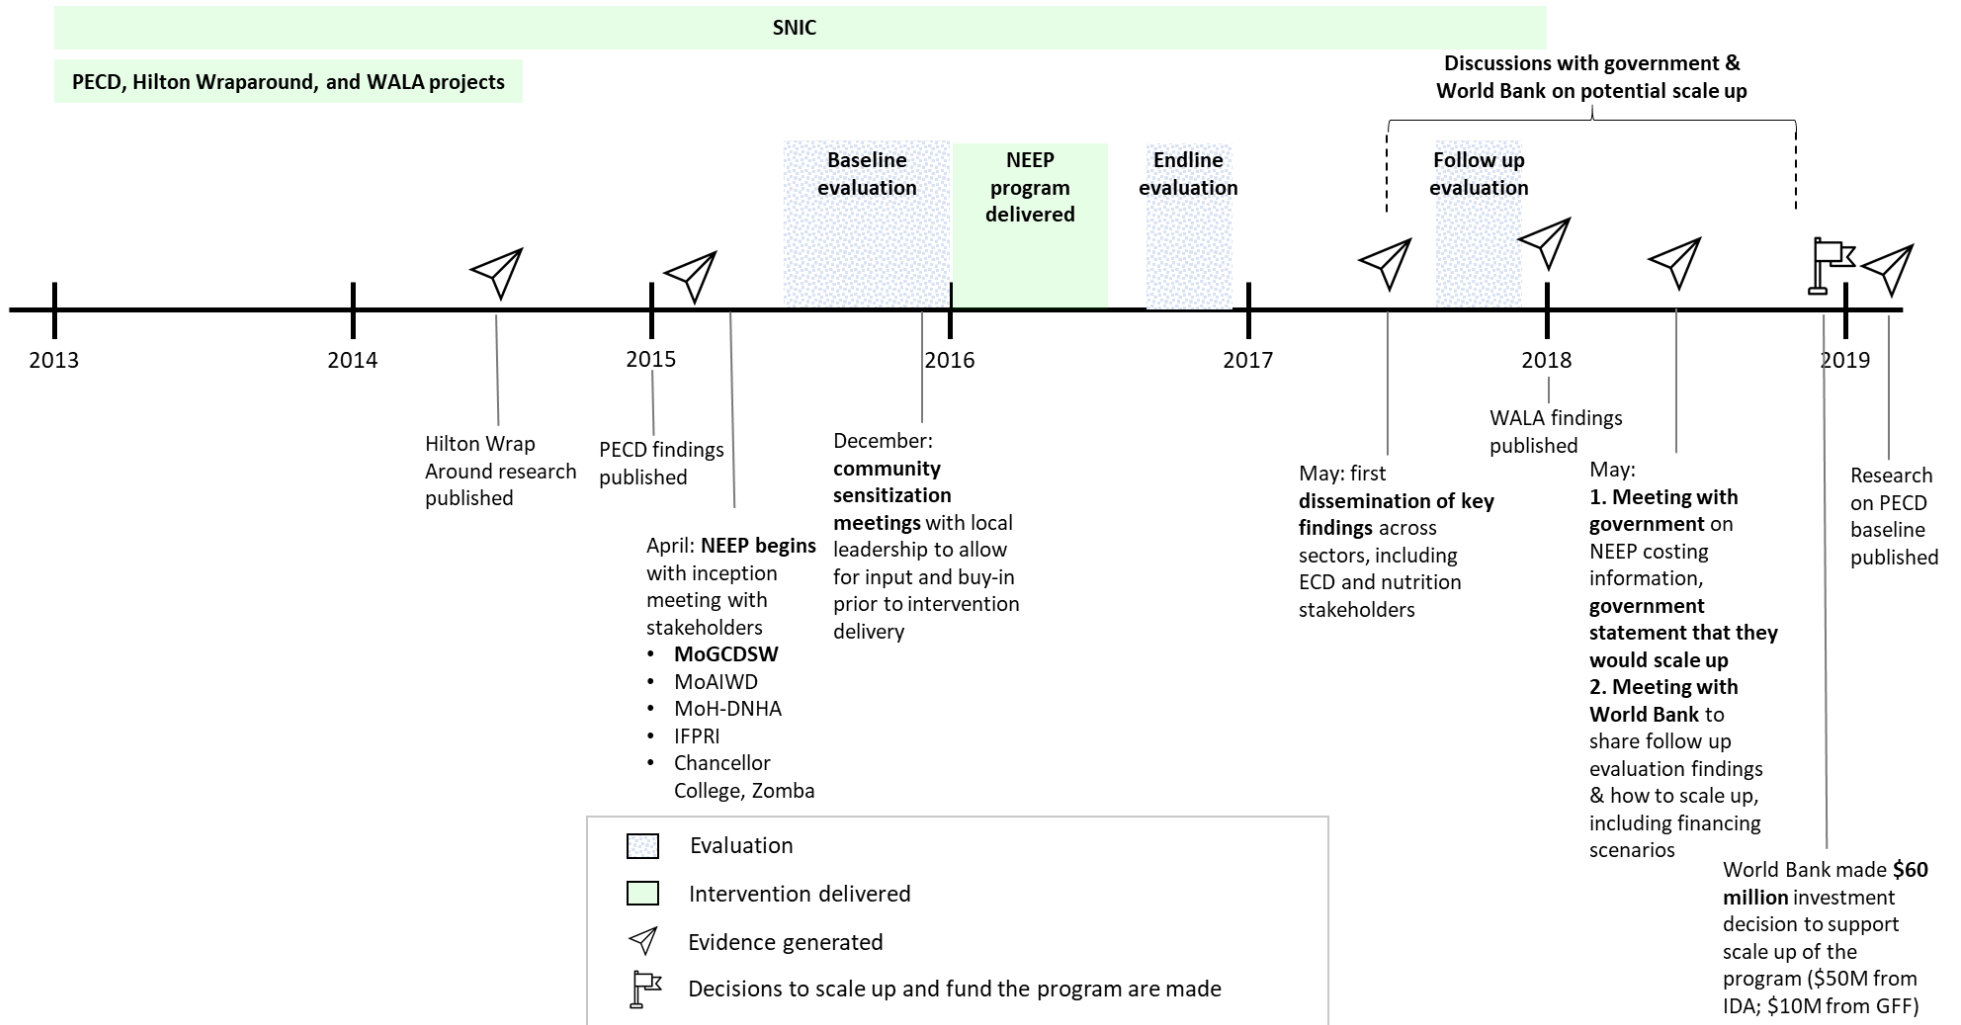 SNIC
PECD, Hilton Wraparound, and WALA projects
Discussions with government &
World Bank on potential scale up
Baseline
evaluation
NEEP
program
delivered
Endline
evaluation
Follow up
evaluation
2013
2014
2015
2016
2017
2018
2019
Hilton Wrap
Around research
published
PECD findings
published
April: NEEP begins
with inception
meeting with
stakeholders
• MoGCDSW
• MoAIWD
• MoH-DNHA
• IFPRI
• Chancellor
College, Zomba
December:
community
sensitization
meetings with local
leadership to allow
for input and buy-in
prior to intervention
delivery
May: first
dissemination of key
findings across
sectors, including
ECD and nutrition
stakeholders
WALA findings
published
May:
1. Meeting with
government on
NEEP costing
information,
government
statement that they
would scale up
2. Meeting with
World Bank to
share follow up
evaluation findings
& how to scale up,
including financing
scenarios
Research
on PECD
baseline
published
World Bank made $60
million investment
decision to support
scale up of the
program ($50M from
IDA; $10M from GFF)
Evaluation
Intervention delivered
Evidence generated
Decisions to scale up and fund the program are made